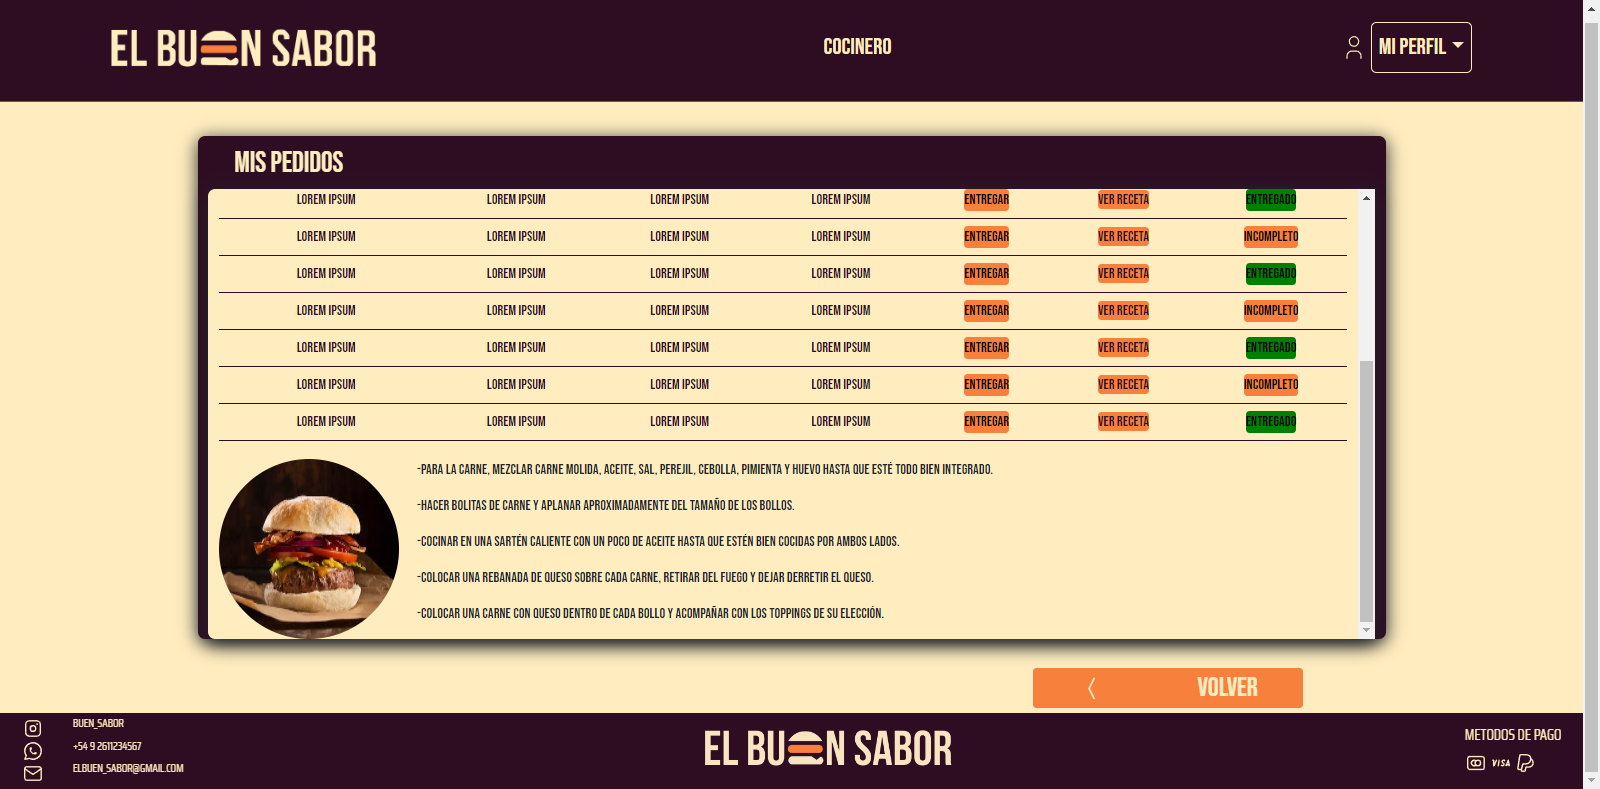 EL BUEN SABOR
COCINERO
MI PERFIL
MIS PEDIDOS
LOREM IPSUM LOREM IPSUM LOREM IPSUM LOREM IPSUM ENTREGAR VER RECETA ENTREGADO
LOREM IPSUM LOREM IPSUM LOREM IPSUM LOREM IPSUM ENTREGAR VER RECETA INCOMPLETO
LOREM IPSUM LOREM IPSUM LOREM IPSUM LOREM IPSUM ENTREGAR VER RECETA ENTREGADO
LOREM IPSUM LOREM IPSUM LOREM IPSUM LOREM IPSUM ENTREGAR VER RECETA INCOMPLETO
LOREM IPSUM LOREM IPSUM LOREM IPSUM LOREM IPSUM ENTREGAR VER RECETA ENTREGADO
LOREM IPSUM LOREM IPSUM LOREM IPSUM LOREM IPSUM ENTREGAR VER RECETA INCOMPLETO
LOREM IPSUM LOREM IPSUM LOREM IPSUM LOREM IPSUM ENTREGAR VER RECETA ENTREGADO
-PARA LA CARNE, MEZCLAR CARNE MOLIDA, ACEITE, SAL, PEREJIL, CEBOLLA, PIMIENTA Y HUEVO HASTA QUE ESTÉ TODO BIEN INTEGRADO.
-HACER BOLITAS DE CARNE Y APLANAR APROXIMADAMENTE DEL TAMAÑO DE LOS BOLLOS.
-COCINAR EN UNA SARTÉN CALIENTE CON UN POCO DE ACEITE HASTA QUE ESTÉN BIEN COCIDAS POR AMBOS LADOS.
-COLOCAR UNA REBANADA DE QUESO SOBRE CADA CARNE, RETIRAR DEL FUEGO Y DEJAR DERRETIR EL QUESO.
-COLOCAR UNA CARNE CON QUESO DENTRO DE CADA BOLLO Y ACOMPAÑAR CON LOS TOPPINGS DE SU ELECCIÓN.
VOLVER
BUEN_SABOR
+54 9 2611234567
ELBUEN_SABOR@GMAIL.COM
EL BUEN SABOR
METODOS DE PAGO
VISA